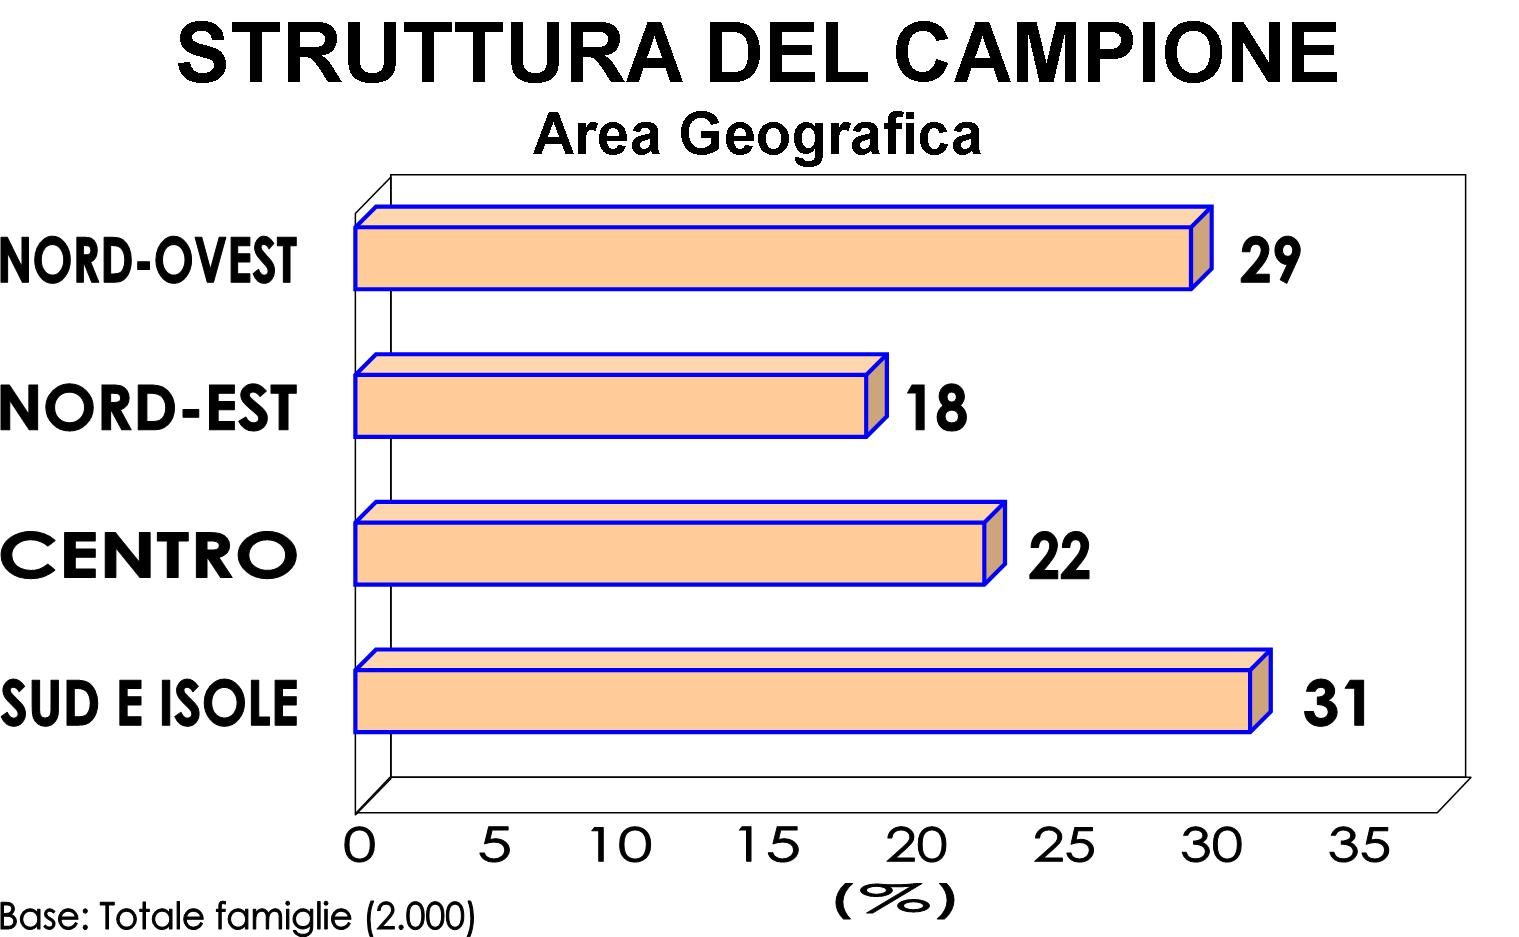 STRUTTURA DEL CAMPIONE
Area Geografica
NORD-OVEST 29
NORD-EST 18
CENTRO 22
SUD E ISOLE 31
0 5 10 15 20 25 30 35
(%)
Base: Totale famiglie (2.000)